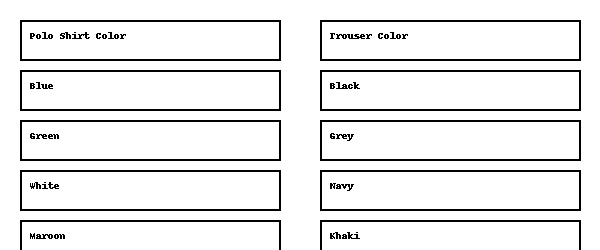 Polo Shirt Color
Trouser Color
Blue
Black
Green
Grey
White
Navy
Maroon
Khaki